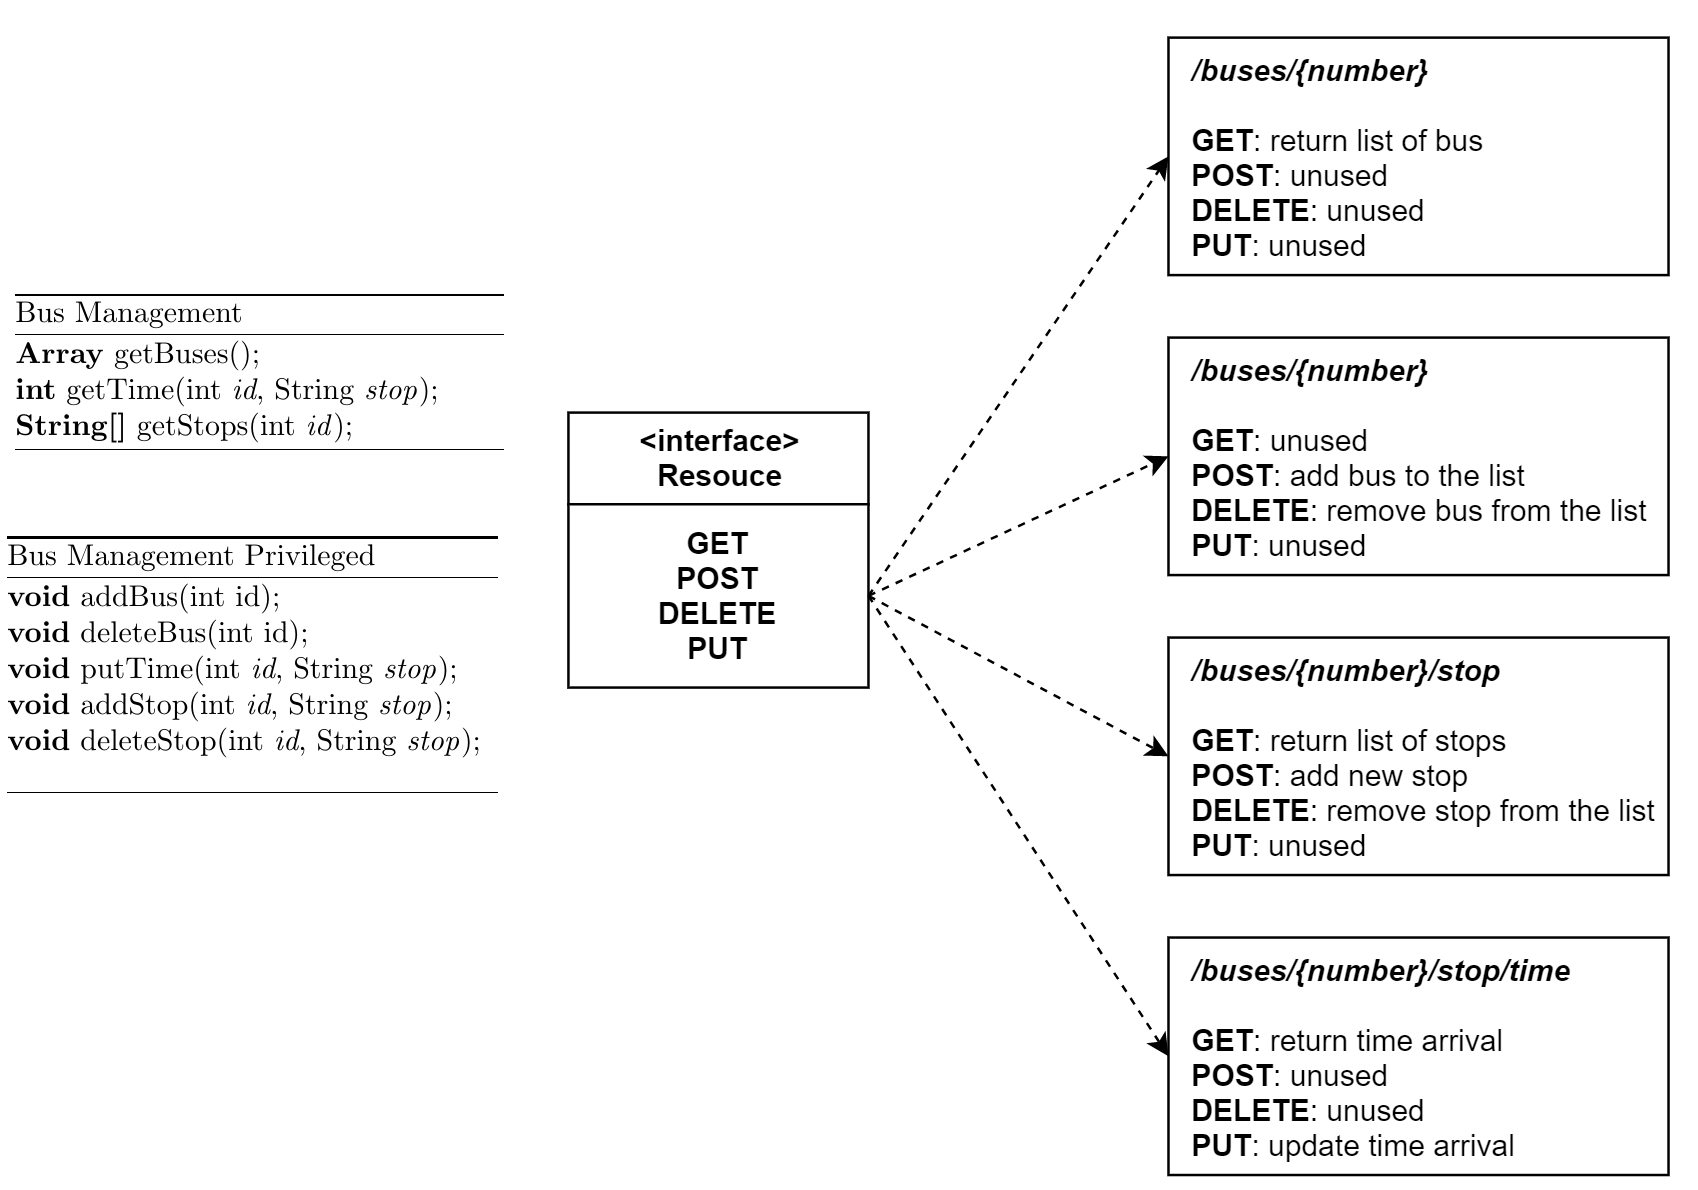 Bus Management
Array getBuses();
int getTime(int id, String stop);
String[] getStops(int id);
Bus Management Privileged
void addBus(int id);
void deleteBus(int id);
void putTime(int id, String stop);
void addStop(int id, String stop);
void deleteStop(int id, String stop);
<interface>
Resouce
GET
POST
DELETE
PUT
/buses/{number}
GET: return list of bus
POST: unused
DELETE: unused
PUT: unused
/buses/{number}
GET: unused
POST: add bus to the list
DELETE: remove bus from the list
PUT: unused
/buses/{number}/stop
GET: return list of stops
POST: add new stop
DELETE: remove stop from the list
PUT: unused
/buses/{number}/stop/time
GET: return time arrival
POST: unused
DELETE: unused
PUT: update time arrival